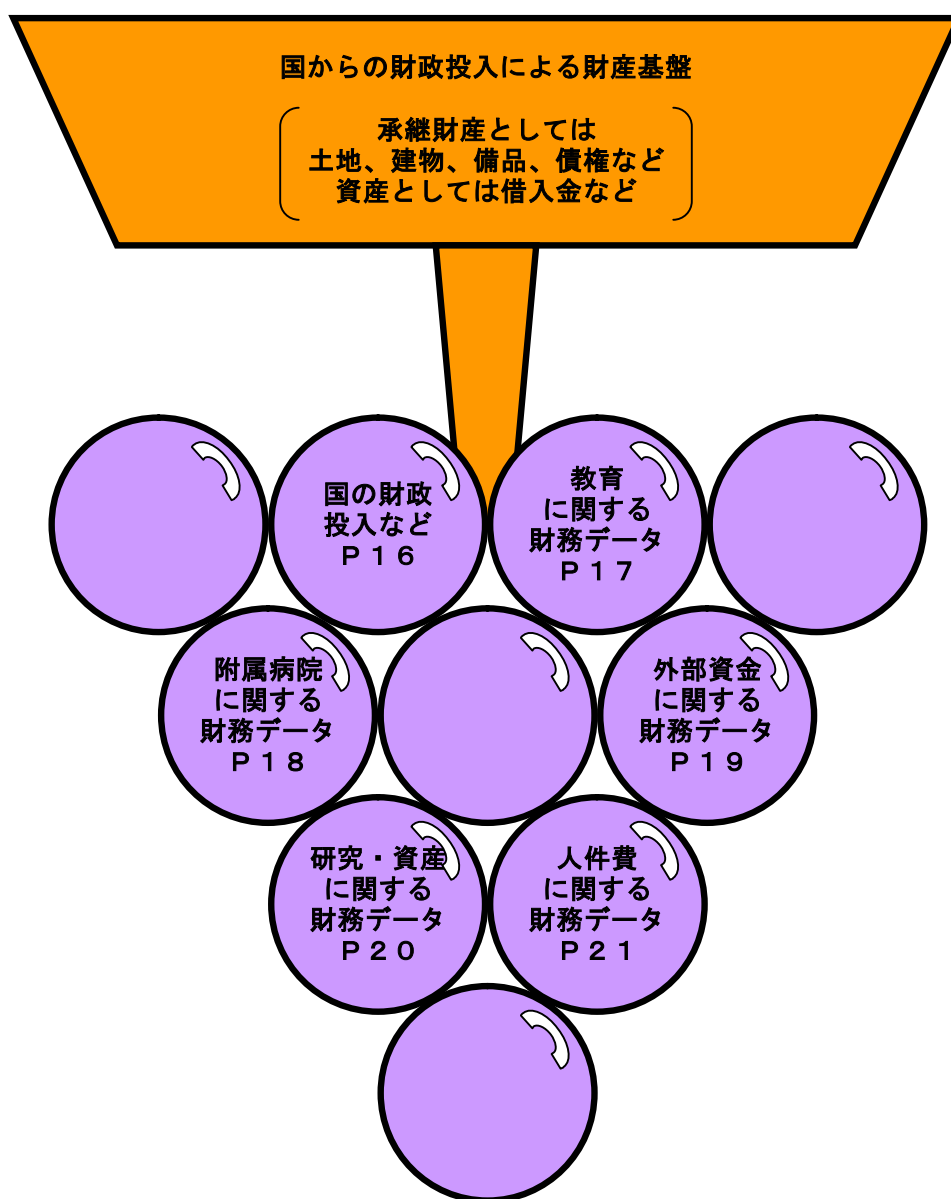 国からの財政投入による財産基盤
承継財産としては
土地、建物、備品、債権など
資産としては借入金など
国の財政
投入など
Ｐ１６
教育
に関する
財務データ
Ｐ１７
附属病院
に関する
財務データ
Ｐ１８
外部資金
に関する
財務データ
Ｐ１９
研究・資産
に関する
財務データ
Ｐ２０
人件費
に関する
財務データ
Ｐ２１